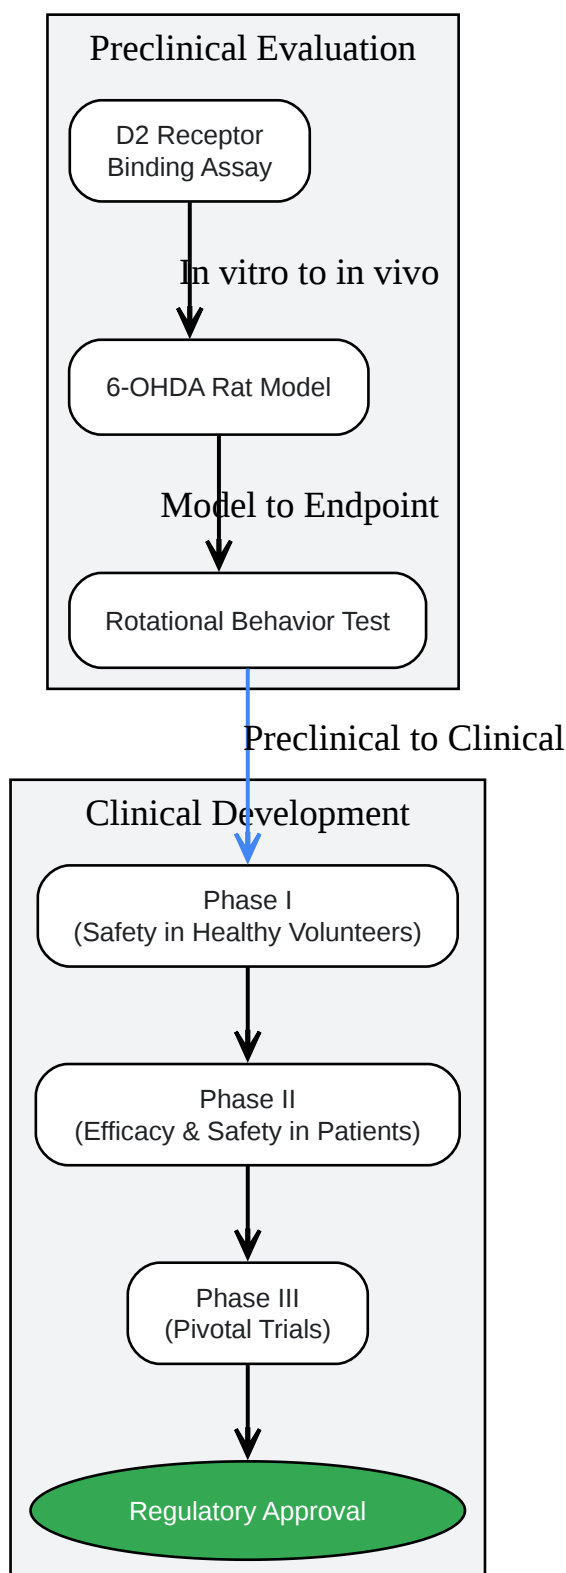 Preclinical Evaluation
D2 Receptor
Binding Assay
In vitro to in vivo
6-OHDA Rat Model
Model to Endpoint
Rotational Behavior Test
Preclinical to Clinical
Clinical Development
Phase I
(Safety in Healthy Volunteers)
Phase II
(Efficacy & Safety in Patients)
Phase III
(Pivotal Trials)
Regulatory Approval